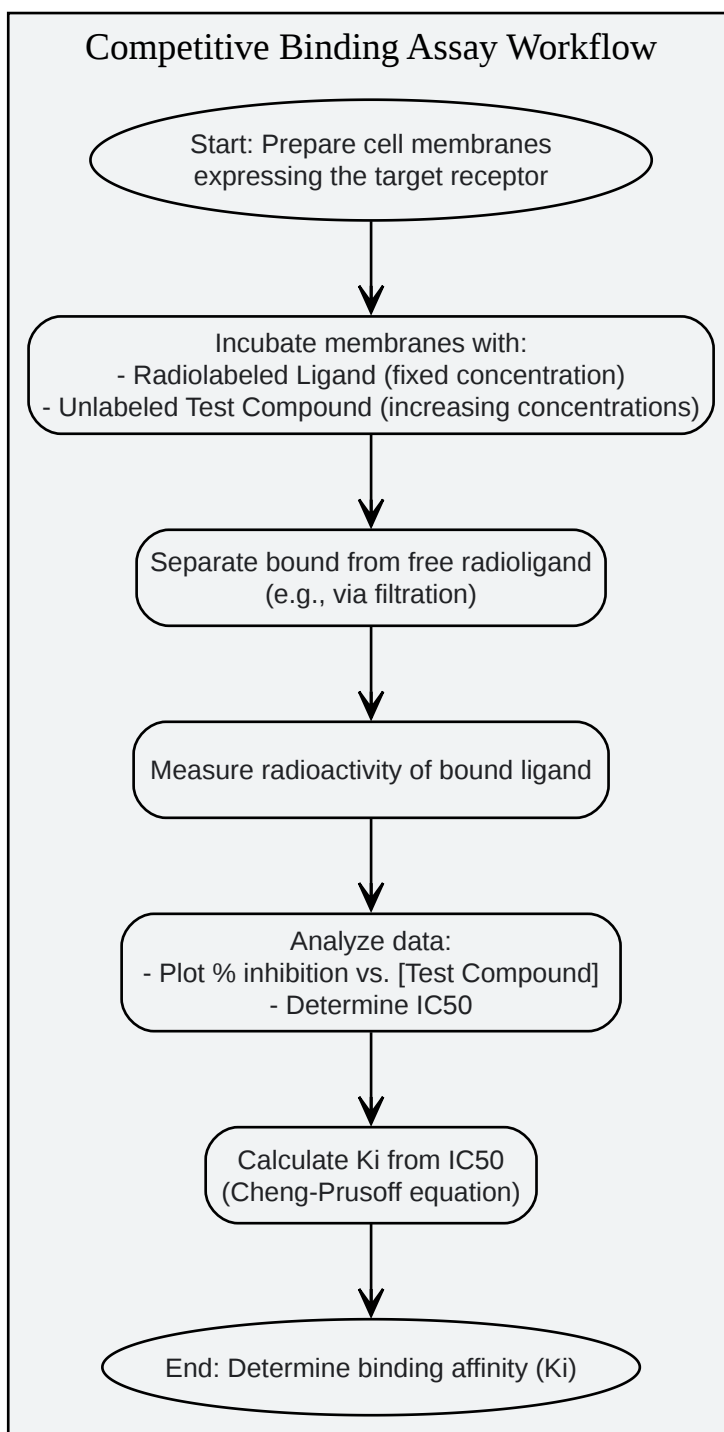 Competitive Binding Assay Workflow
Start: Prepare cell membranes
expressing the target receptor
Incubate membranes with:
- Radiolabeled Ligand (fixed concentration)
- Unlabeled Test Compound (increasing concentrations)
Separate bound from free radioligand
(e.g., via filtration)
Measure radioactivity of bound ligand
Analyze data:
- Plot % inhibition vs. [Test Compound]
- Determine IC50
Calculate Ki from IC50
(Cheng-Prusoff equation)
End: Determine binding affinity (Ki)